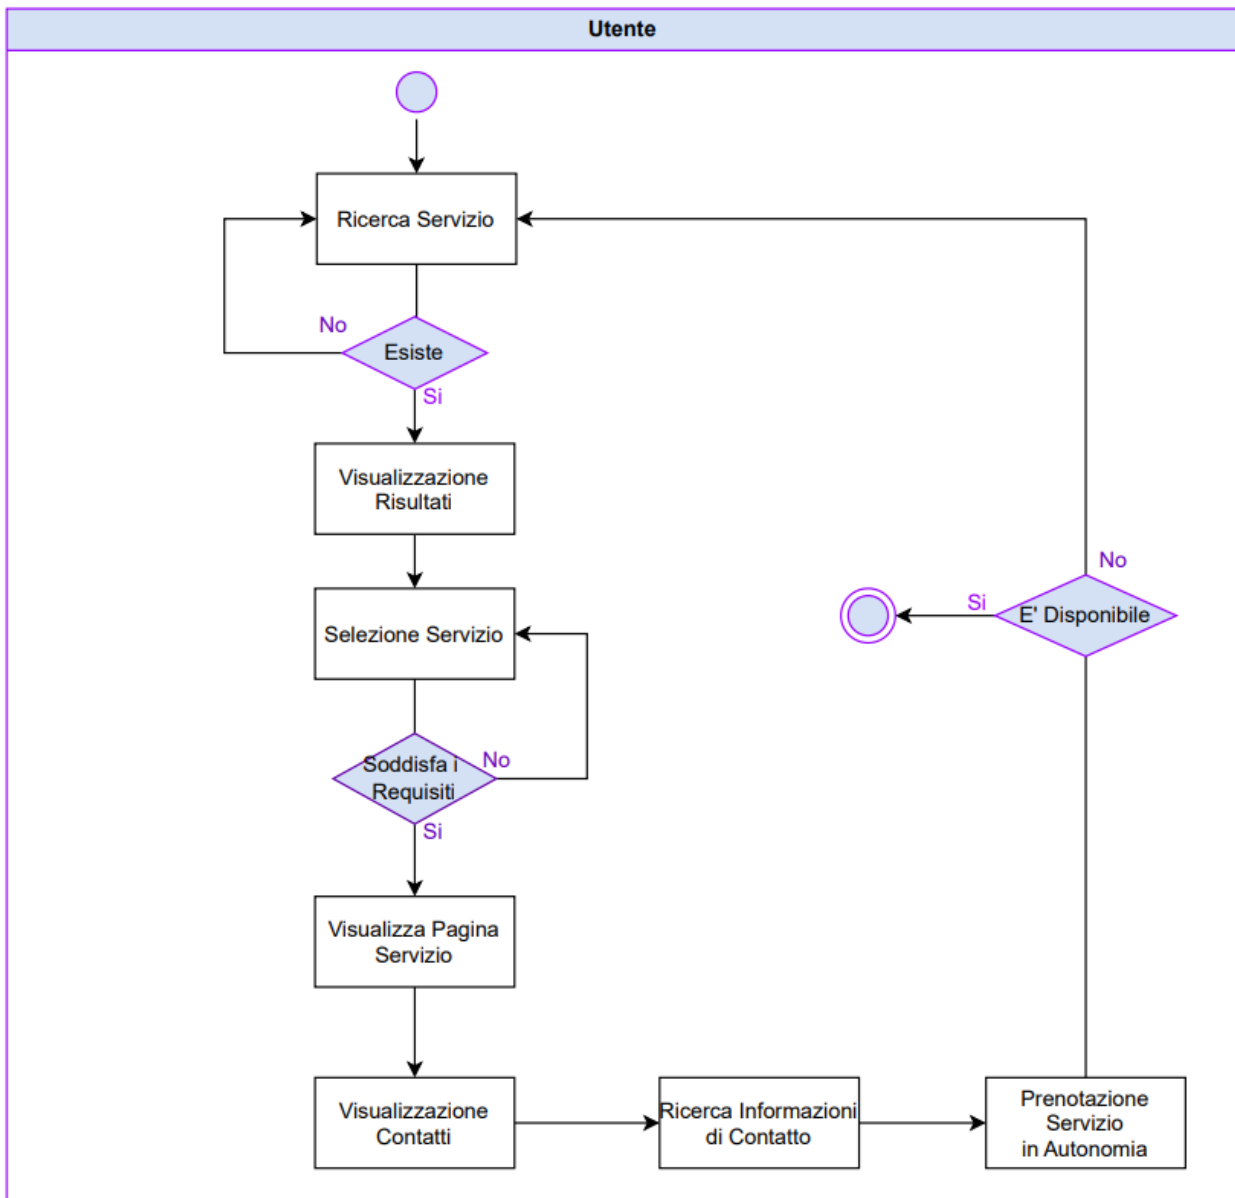 Utente
Ricerca Servizio
No
Esiste
Si
Visualizzazione
Risultati
Selezione Servizio
Soddisfa i
Requisiti
No
Si
Visualizza Pagina
Servizio
Visualizzazione
Contatti
Ricerca Informazioni
di Contatto
Prenotazione
Servizio
in Autonomia
No
E' Disponibile
Si